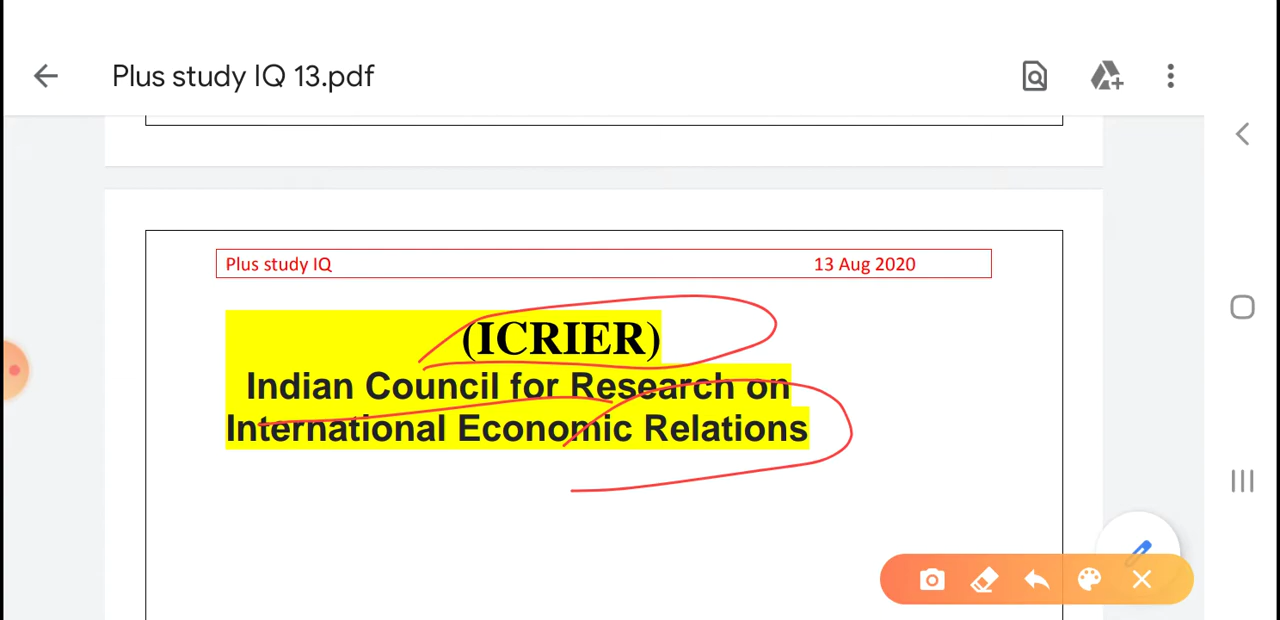 Plus study IQ 13.pdf
Plus study IQ 13 Aug 2020
(ICRIER)
Indian Council for Research on
International Economic Relations